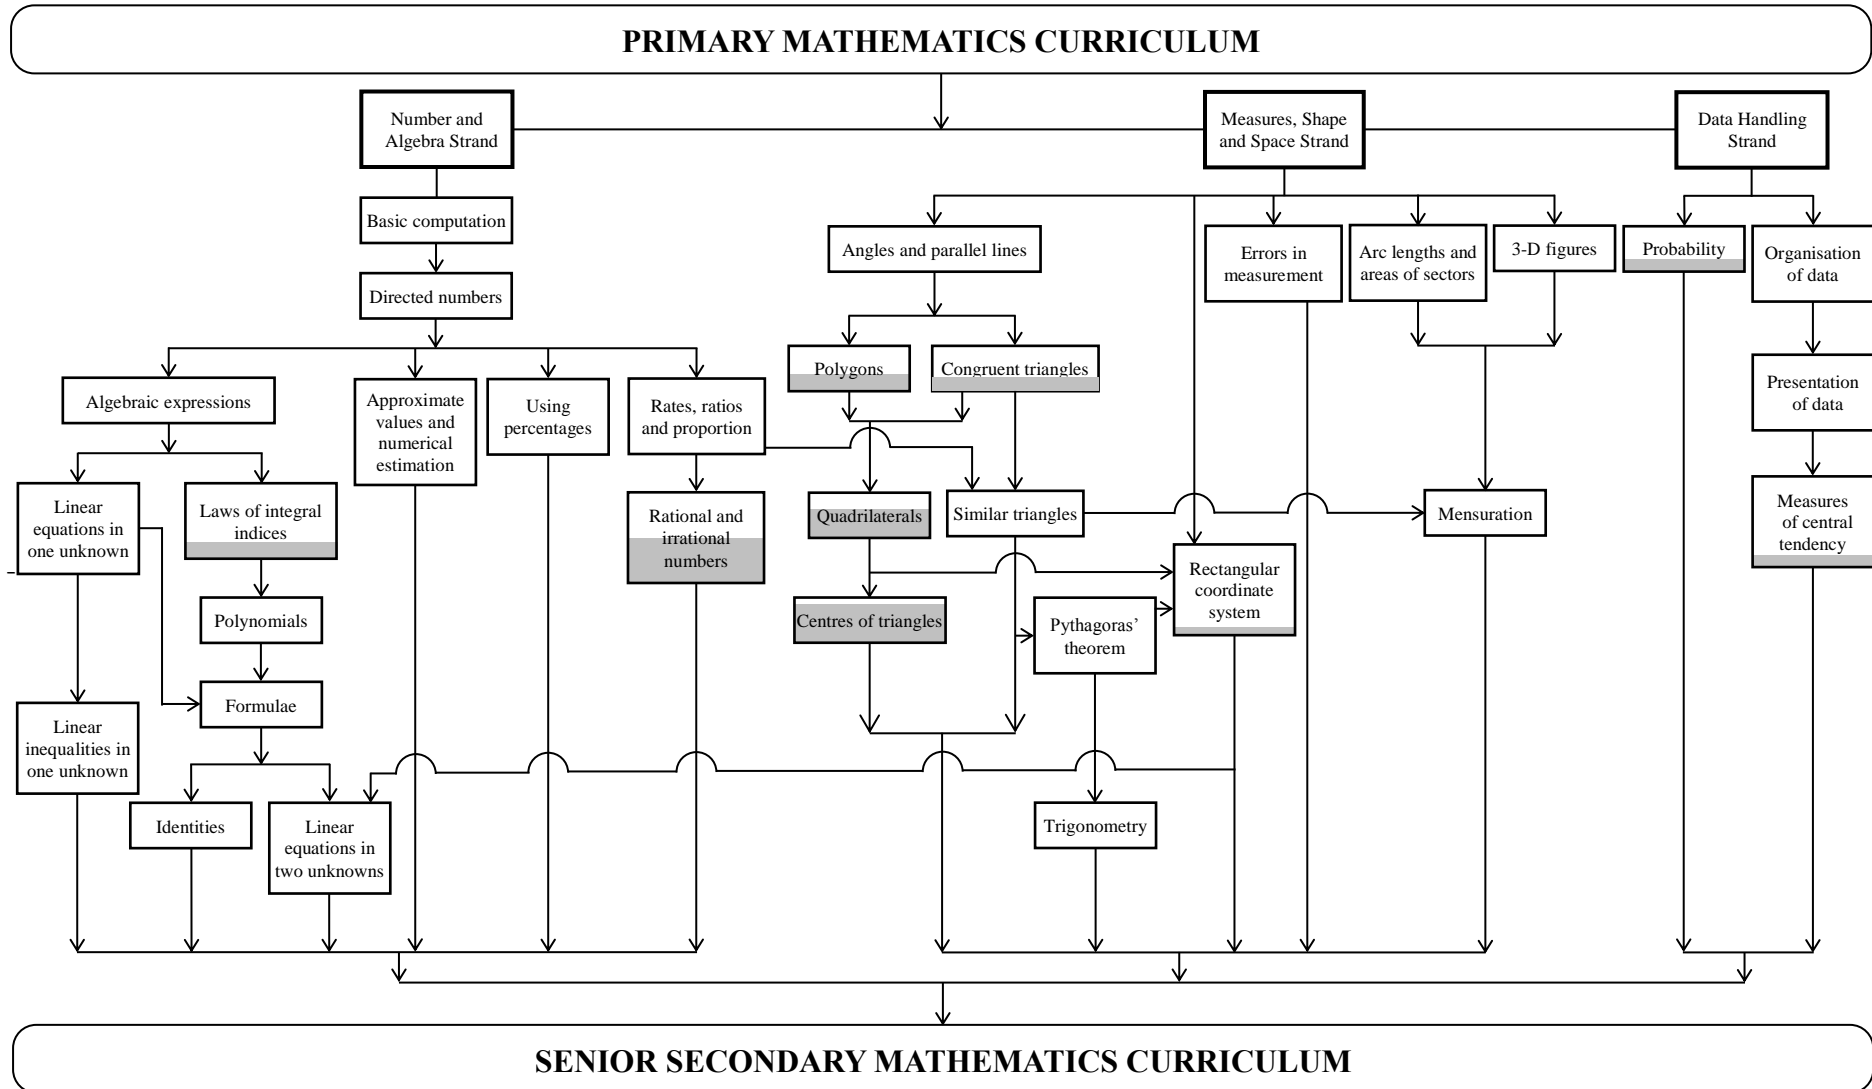 PRIMARY MATHEMATICS CURRICULUM
Number and
Algebra Strand
Measures, Shape
and Space Strand
Data Handling
Strand
Basic computation
Directed numbers
Angles and parallel lines
Errors in
measurement
Arc lengths and
areas of sectors
3-D figures
Probability
Organisation
of data
Polygons
Congruent triangles
Presentation
of data
Algebraic expressions
Approximate
values and
numerical
estimation
Using
percentages
Rates, ratios
and proportion
Linear
equations in
one unknown
Laws of integral
indices
Rational and
irrational
numbers
Quadrilaterals
Similar triangles
Mensuration
Measures
of central
tendency
Rectangular
coordinate
system
Polynomials
Centres of triangles
Pythagoras’
theorem
Formulae
Linear
inequalities in
one unknown
Identities
Linear
equations in
two unknowns
Trigonometry
SENIOR SECONDARY MATHEMATICS CURRICULUM